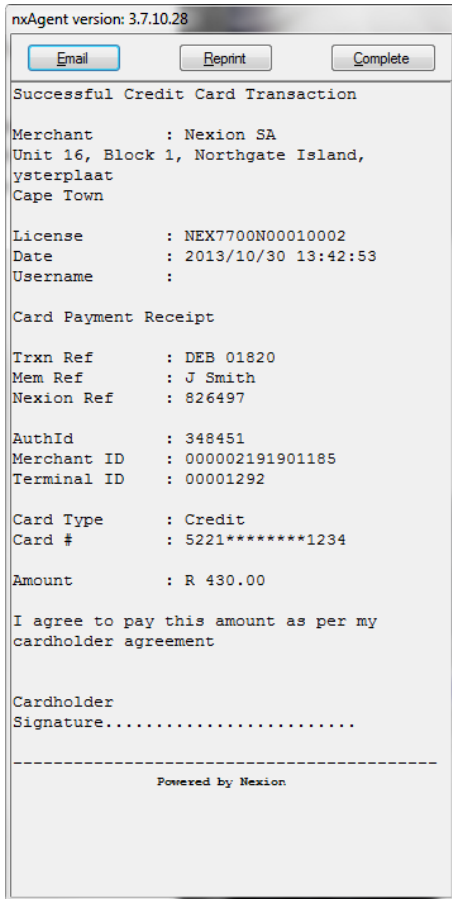 nxAgent version: 3.7.10.28
Email Reprint Complete
Successful Credit Card Transaction
Merchant : Nexion SA
Unit 16, Block 1, Northgate Island,
ysterplaat
Cape Town
License : NEX7700N00010002
Date : 2013/10/30 13:42:53
Username :
Card Payment Receipt
Trxn Ref : DEB 01820
Mem Ref : J Smith
Nexion Ref : 826497
AuthId : 348451
Merchant ID : 000002191901185
Terminal ID : 00001292
Card Type : Credit
Card # : 5221********1234
Amount : R 430.00
I agree to pay this amount as per my
cardholder agreement
Cardholder
Signature.........................
------------------------------------------
Powered by Nexion